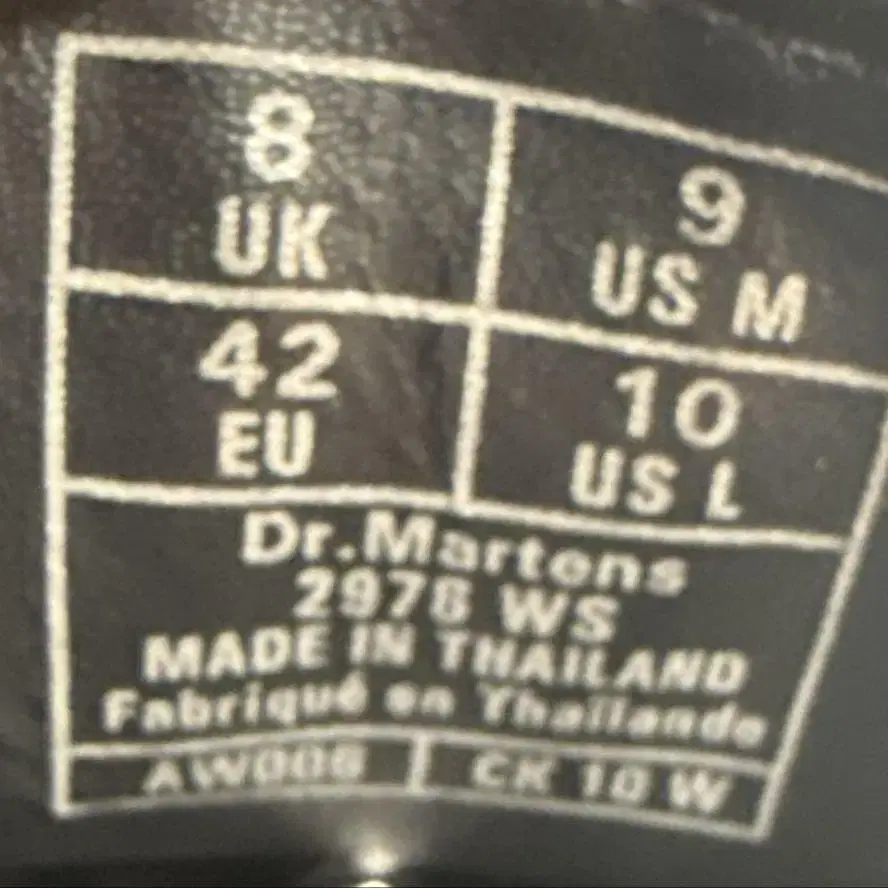 8
UK
9
US M
42
EU
10
US L
Dr.Martens
2976 WS
MADE IN THAILAND
Fabriqué en Thaïlande
AW006
CK 10 W